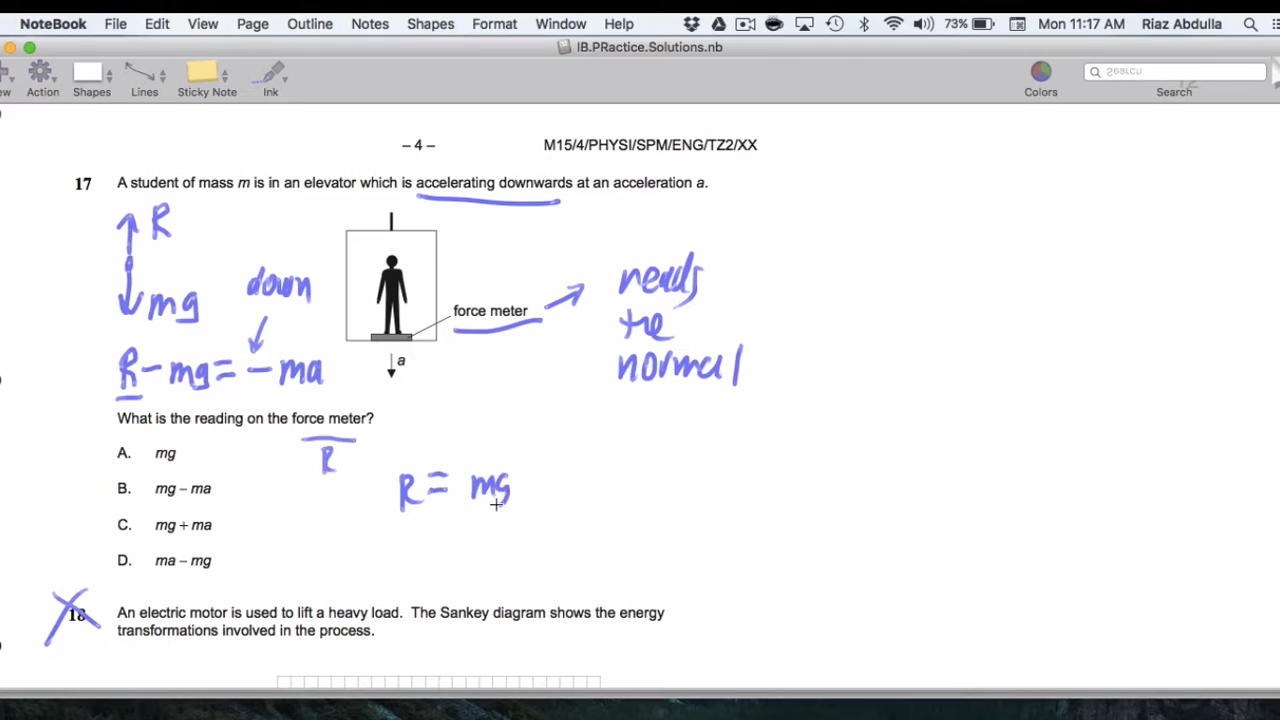 NoteBook File Edit View Page Outline Notes Shapes Format Window Help 73% Mon 11:17 AM Riaz Abdulla
IB.PRactice.Solutions.nb
Action Shapes Lines Sticky Note Ink Colors Search
Search
– 4 – M15/4/PHYSI/SPM/ENG/TZ2/XX
17 A student of mass m is in an elevator which is accelerating downwards at an acceleration a.
R
mg
down
force meter
reads
the
normal
a
R – mg = – ma
What is the reading on the force meter?
R
A. mg
B. mg – ma
R = mg
C. mg + ma
D. ma – mg
18 An electric motor is used to lift a heavy load. The Sankey diagram shows the energy
transformations involved in the process.